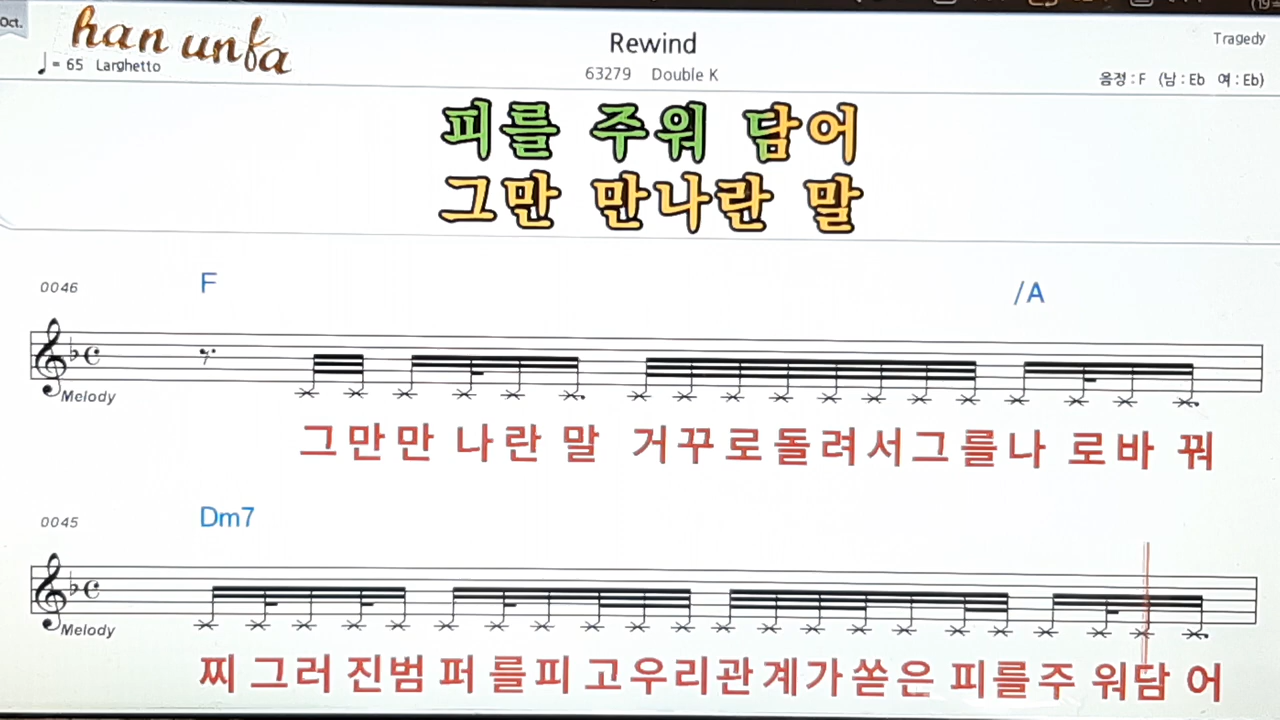 Oct.
han unfa
Rewind
Tragedy
♩= 65 Larghetto
63279 Double K
음정 : F (남 : Eb 여 : Eb)
피를 주워 담어
그만 만나란 말
0046
F /A
Melody
그만만 나란 말 거꾸로돌려서그를나 로바 꿔
0045
Dm7
Melody
찌 그러 진범 퍼 를피 고우리관계가쏟은 피를주 워담 어